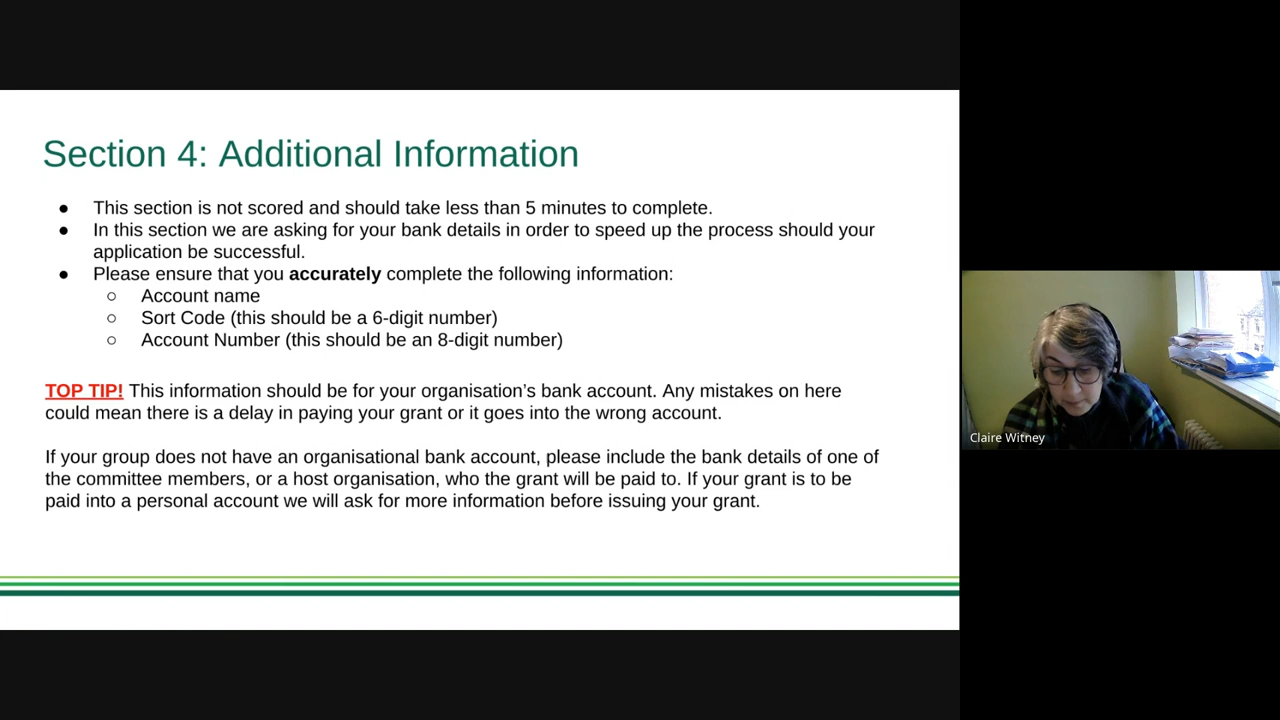 Section 4: Additional Information
● This section is not scored and should take less than 5 minutes to complete.
● In this section we are asking for your bank details in order to speed up the process should your
application be successful.
● Please ensure that you accurately complete the following information:
○ Account name
○ Sort Code (this should be a 6-digit number)
○ Account Number (this should be an 8-digit number)
TOP TIP! This information should be for your organisation’s bank account. Any mistakes on here
could mean there is a delay in paying your grant or it goes into the wrong account.
If your group does not have an organisational bank account, please include the bank details of one of
the committee members, or a host organisation, who the grant will be paid to. If your grant is to be
paid into a personal account we will ask for more information before issuing your grant.
Claire Witney